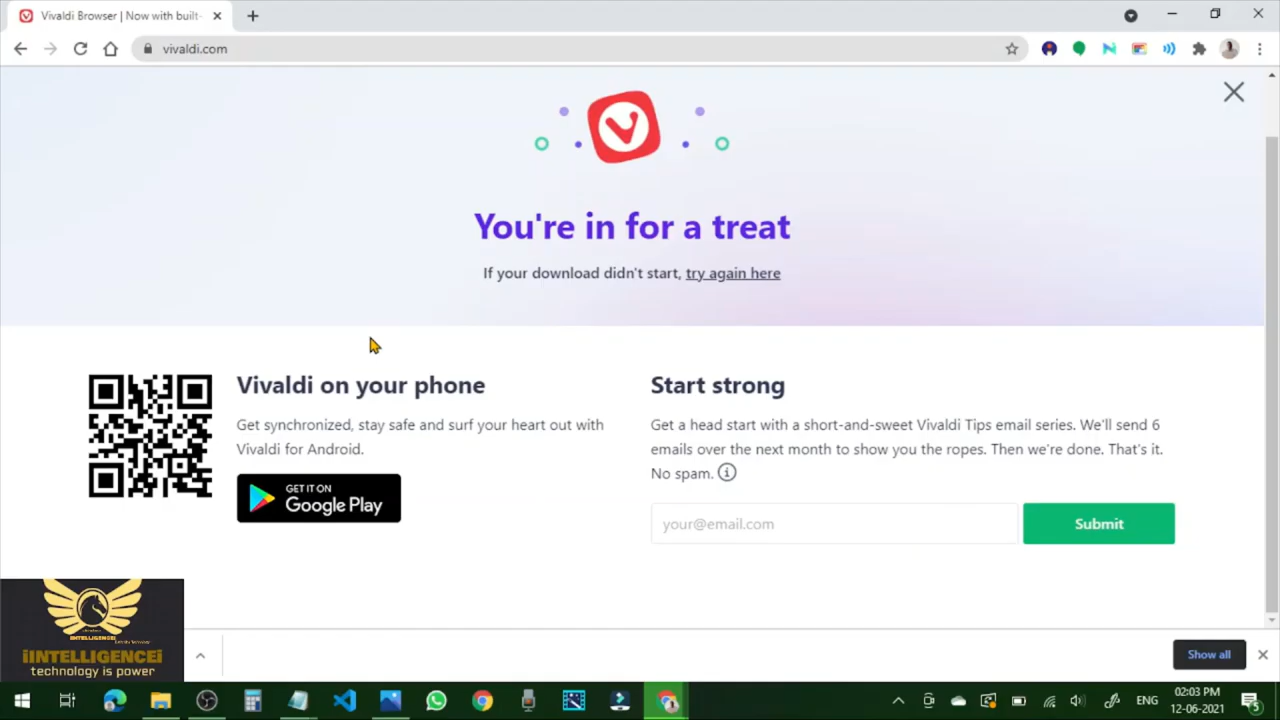 Vivaldi Browser | Now with built-
vivaldi.com
You're in for a treat
If your download didn't start, try again here
Vivaldi on your phone
Get synchronized, stay safe and surf your heart out with
Vivaldi for Android.
GET IT ON
Google Play
Start strong
Get a head start with a short-and-sweet Vivaldi Tips email series. We'll send 6
emails over the next month to show you the ropes. Then we're done. That's it.
No spam.
your@email.com
Submit
iINTELLIGENCEi
technology is power
Show all
ENG
02:03 PM
12-06-2021
5